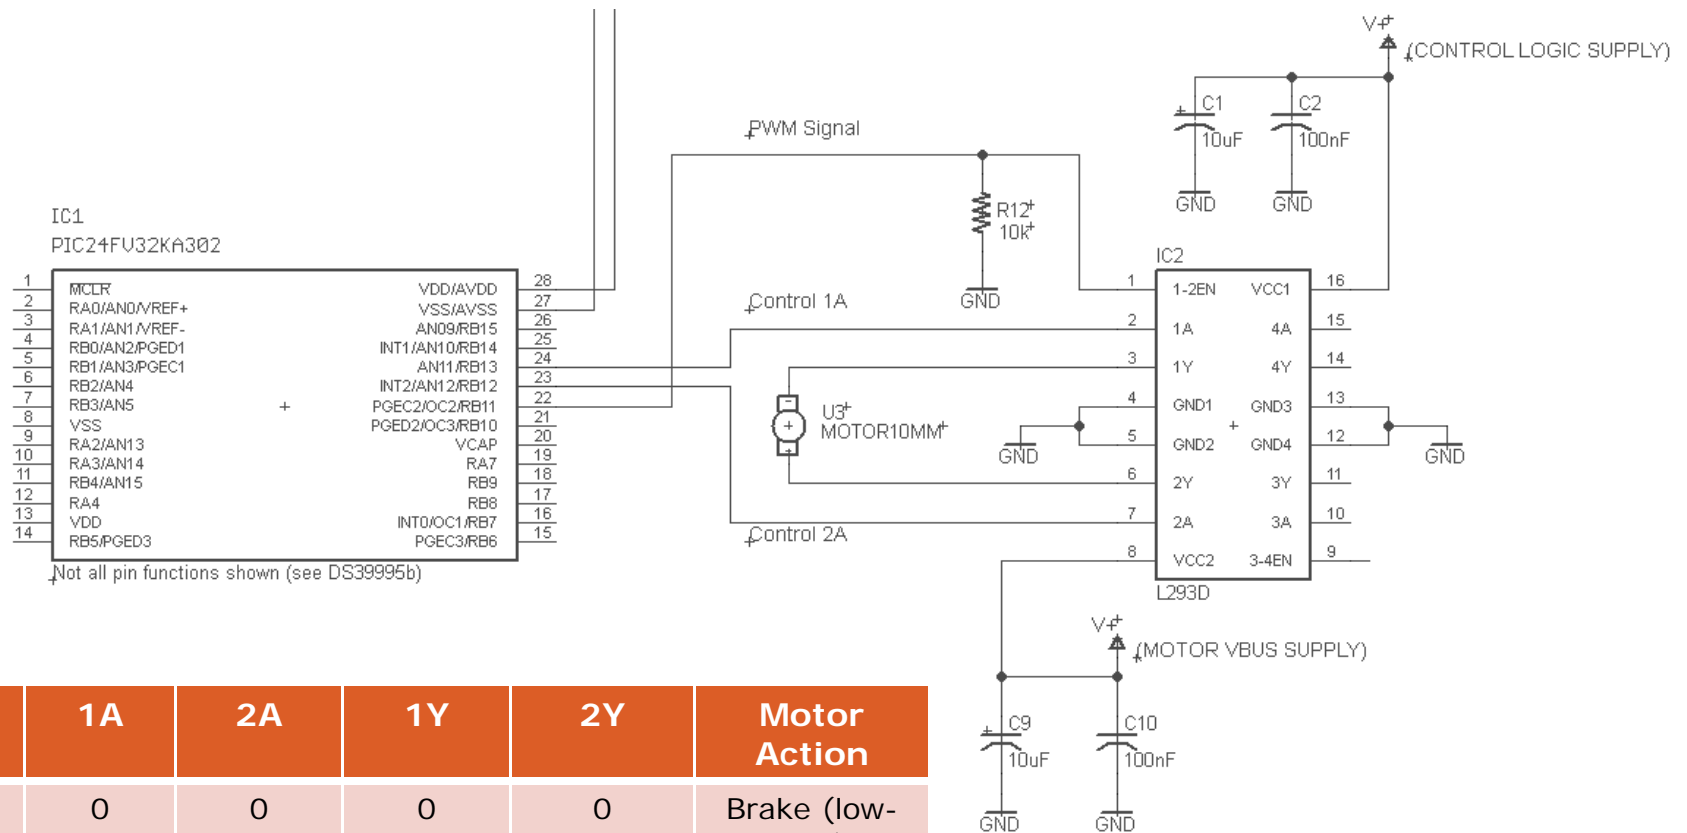 V+
(CONTROL LOGIC SUPPLY)
C1
10uF
C2
100nF
GND
GND
PWM Signal
R12
10k
GND
IC1
PIC24FV32KA302
1 MCLR
2 RA0/AN0/VREF+
3 RA1/AN1/VREF-
4 RB0/AN2/PGED1
5 RB1/AN3/PGEC1
6 RB2/AN4
7 RB3/AN5
8 VSS
9 RA2/AN13
10 RA3/AN14
11 RB4/AN15
12 RA4
13 VDD
14 RB5/PGED3
VDD/AVDD 28
VSS/AVSS 27
AN09/RB15 26
INT1/AN10/RB14 25
AN11/RB13 24
INT2/AN12/RB12 23
PGEC2/OC2/RB11 22
PGED2/OC3/RB10 21
VCAP 20
RA7 19
RB9 18
RB8 17
INT0/OC1/RB7 16
PGEC3/RB6 15
Not all pin functions shown (see DS39995b)
Control 1A
U3
MOTOR10MM
Control 2A
GND
IC2
1 1-2EN
2 1A
3 1Y
4 GND1
5 GND2
6 2Y
7 2A
8 VCC2
VCC1 16
4A 15
4Y 14
GND3 13
GND4 12
3Y 11
3A 10
3-4EN 9
L293D
GND
V+
(MOTOR VBUS SUPPLY)
C9
10uF
C10
100nF
GND
GND
1A 2A 1Y 2Y Motor
Action
0 0 0 0 Brake (low-